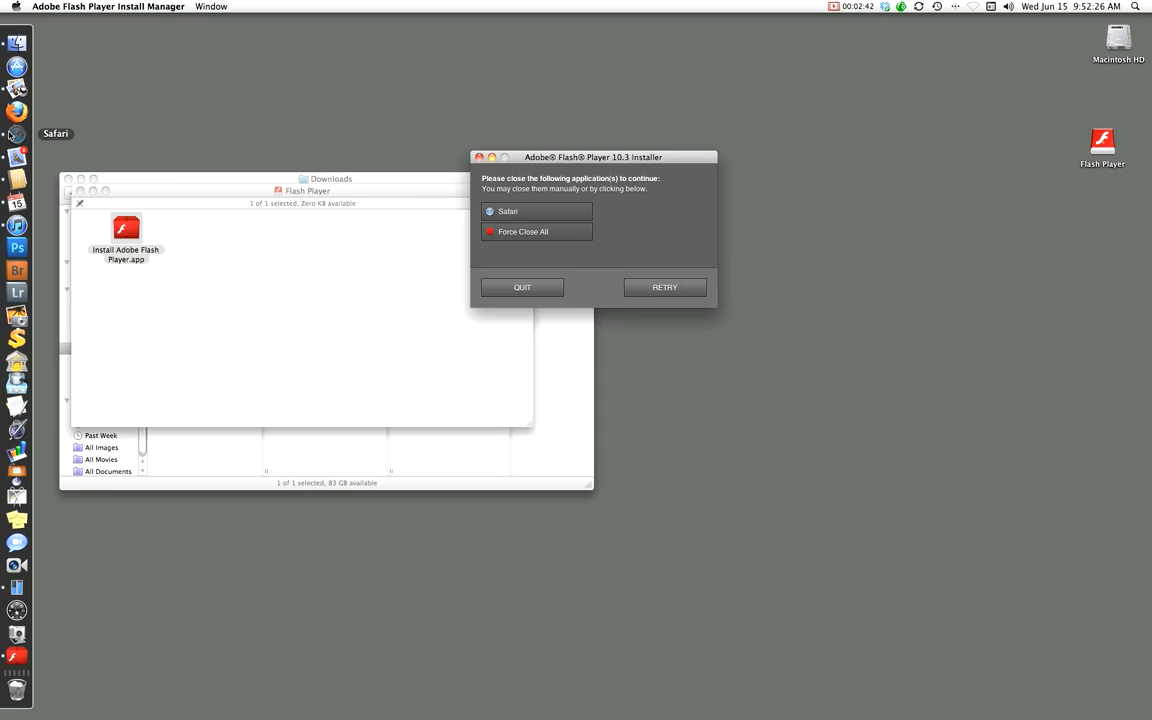 Adobe Flash Player Install Manager Window
00:02:42
Wed Jun 15 9:52:26 AM
Macintosh HD
Safari
Flash Player
Downloads
Flash Player
1 of 1 selected, Zero KB available
Install Adobe Flash
Player.app
Adobe® Flash® Player 10.3 Installer
Please close the following application(s) to continue:
You may close them manually or by clicking below.
Safari
Force Close All
QUIT
RETRY
15
Ps
Br
Lr
Past Week
All Images
All Movies
All Documents
1 of 1 selected, 83 GB available